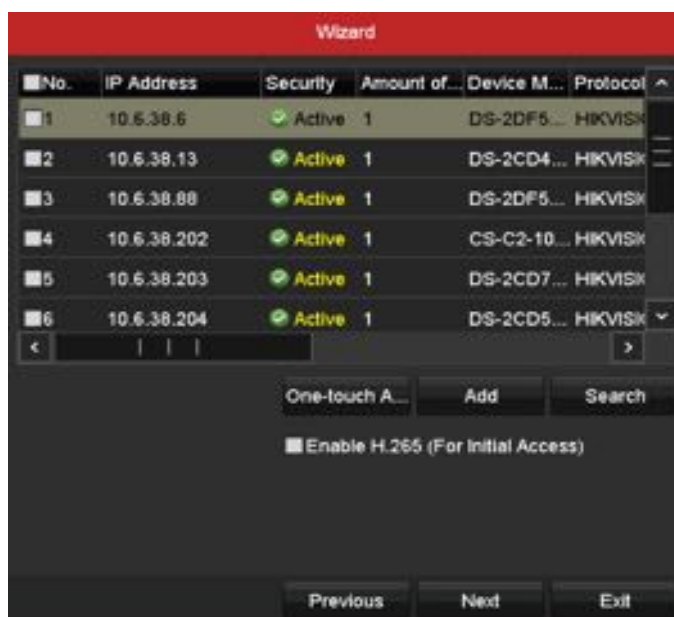 Wizard
No. IP Address Security Amount of... Device M... Protocol
1 10.6.38.6 Active 1 DS-2DF5... HIKVISI
2 10.6.38.13 Active 1 DS-2CD4... HIKVISI
3 10.6.38.88 Active 1 DS-2DF5... HIKVISI
4 10.6.38.202 Active 1 CS-C2-10... HIKVISI
5 10.6.38.203 Active 1 DS-2CD7... HIKVISI
6 10.6.38.204 Active 1 DS-2CD5... HIKVISI
One-touch A... Add Search
Enable H.265 (For Initial Access)
Previous Next Exit